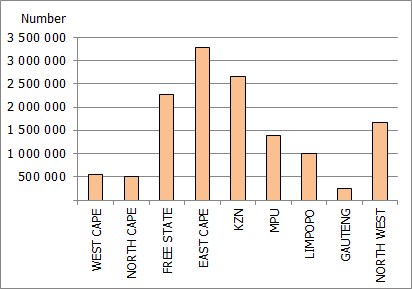 Number
3 500 000
3 000 000
2 500 000
2 000 000
1 500 000
1 000 000
500 000
WEST CAPE
NORTH CAPE
FREE STATE
EAST CAPE
KZN
MPU
LIMPOPO
GAUTENG
NORTH WEST